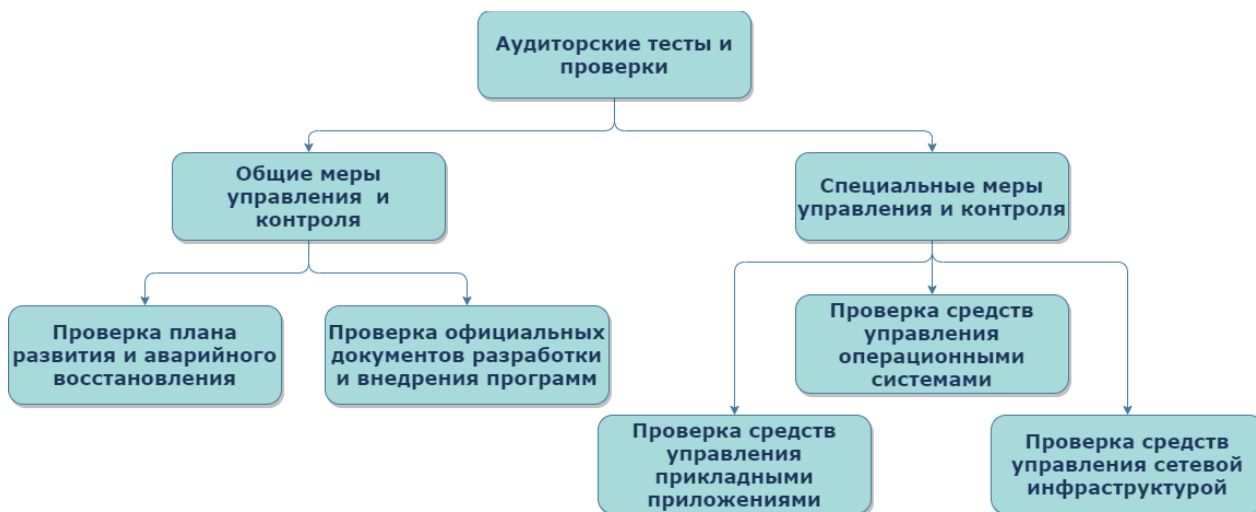 Аудиторские тесты и
проверки
Общие меры
управления и
контроля
Специальные меры
управления и контроля
Проверка плана
развития и аварийного
восстановления
Проверка официальных
документов разработки
и внедрения программ
Проверка средств
управления
операционными
системами
Проверка средств
управления
прикладными
приложениями
Проверка средств
управления сетевой
инфраструктурой